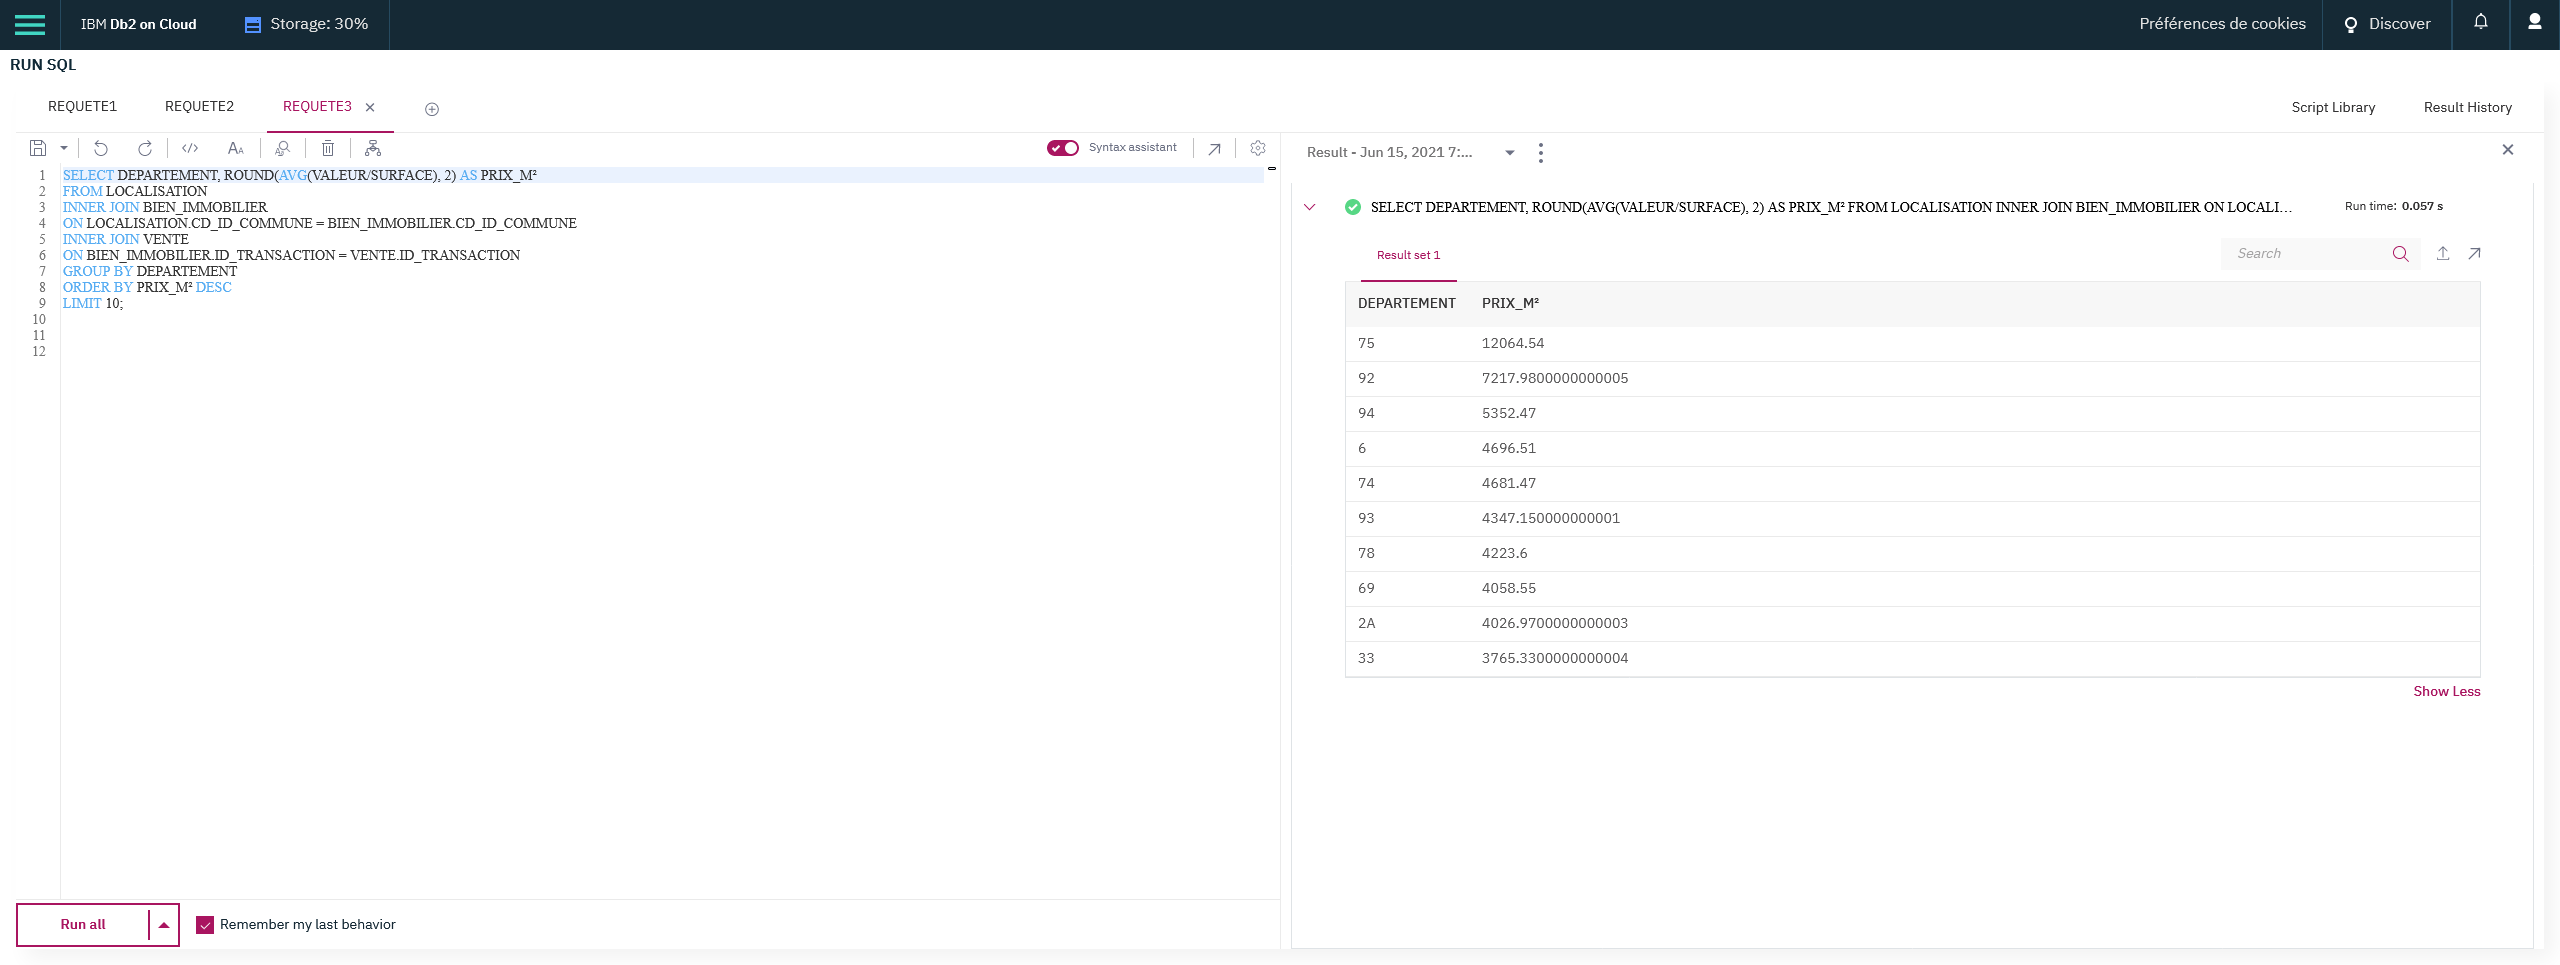 IBM Db2 on Cloud
Storage: 30%
Préférences de cookies
Discover
RUN SQL
REQUETE1
REQUETE2
REQUETE3
Script Library
Result History
Syntax assistant
1 SELECT DEPARTEMENT, ROUND(AVG(VALEUR/SURFACE), 2) AS PRIX_M²
2 FROM LOCALISATION
3 INNER JOIN BIEN_IMMOBILIER
4 ON LOCALISATION.CD_ID_COMMUNE = BIEN_IMMOBILIER.CD_ID_COMMUNE
5 INNER JOIN VENTE
6 ON BIEN_IMMOBILIER.ID_TRANSACTION = VENTE.ID_TRANSACTION
7 GROUP BY DEPARTEMENT
8 ORDER BY PRIX_M² DESC
9 LIMIT 10;
10
11
12
Run all
Remember my last behavior
Result - Jun 15, 2021 7:...
SELECT DEPARTEMENT, ROUND(AVG(VALEUR/SURFACE), 2) AS PRIX_M² FROM LOCALISATION INNER JOIN BIEN_IMMOBILIER ON LOCALI...
Run time: 0.057 s
Result set 1
Search
DEPARTEMENT PRIX_M²
75 12064.54
92 7217.9800000000005
94 5352.47
6 4696.51
74 4681.47
93 4347.150000000001
78 4223.6
69 4058.55
2A 4026.9700000000003
33 3765.3300000000004
Show Less